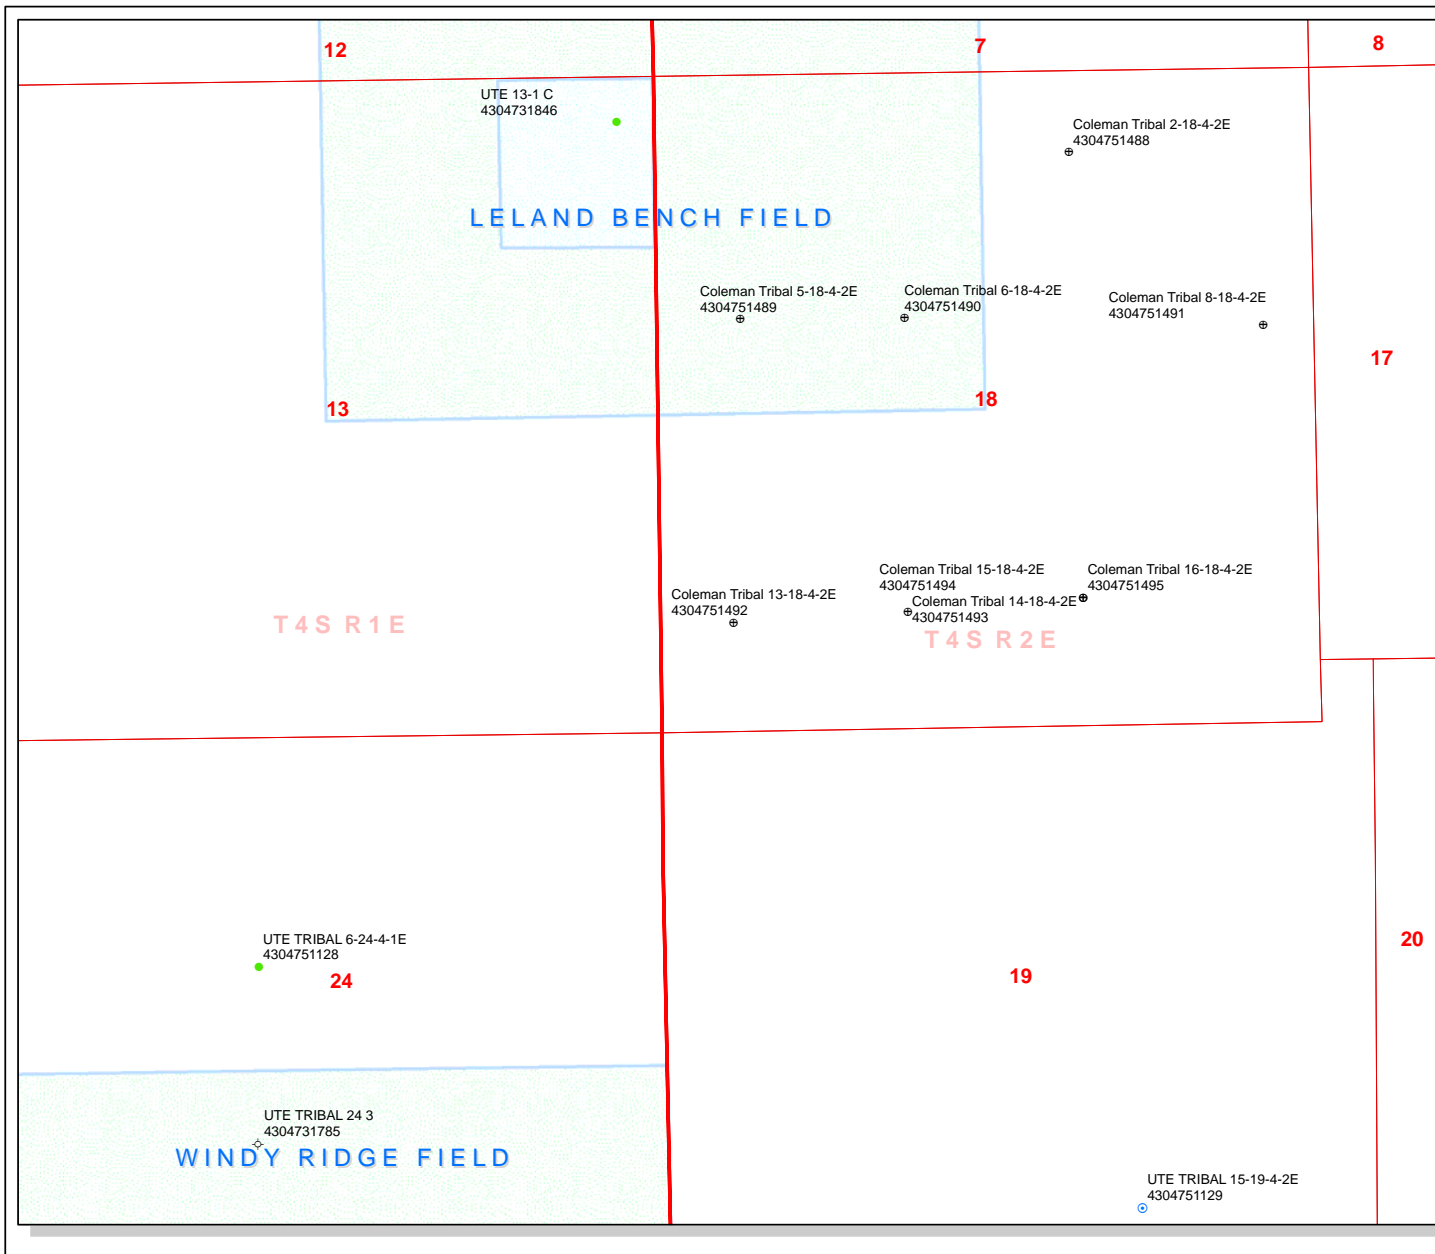 12
7
8
UTE 13-1 C
4304731846
Coleman Tribal 2-18-4-2E
4304751488
LELAND BENCH FIELD
Coleman Tribal 5-18-4-2E
4304751489
Coleman Tribal 6-18-4-2E
4304751490
Coleman Tribal 8-18-4-2E
4304751491
17
13
18
Coleman Tribal 15-18-4-2E
4304751494
Coleman Tribal 16-18-4-2E
4304751495
Coleman Tribal 13-18-4-2E
4304751492
Coleman Tribal 14-18-4-2E
4304751493
T4S R1E
T4S R2E
UTE TRIBAL 6-24-4-1E
4304751128
24
19
20
UTE TRIBAL 24 3
4304731785
WINDY RIDGE FIELD
UTE TRIBAL 15-19-4-2E
4304751129